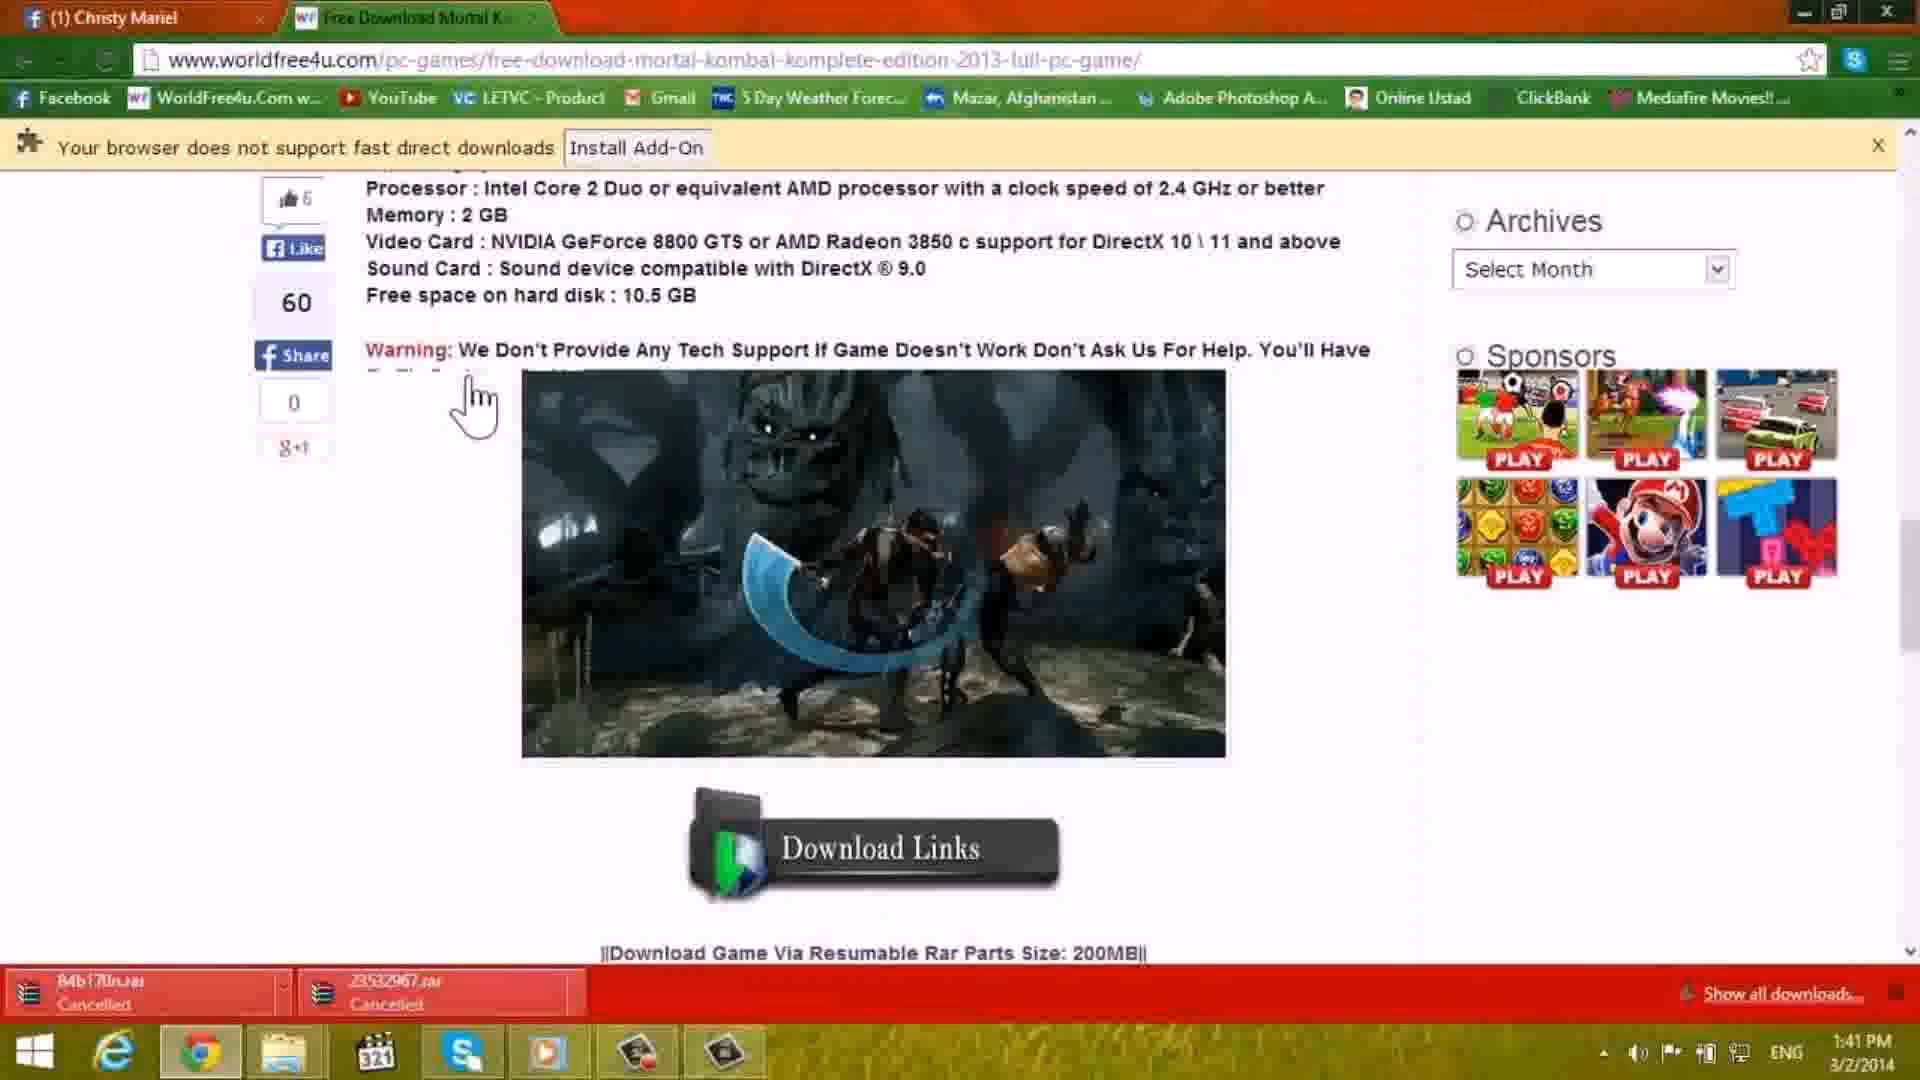 (1) Christy Mariel
Free Download Mortal K...
www.worldfree4u.com/pc-games/free-download-mortal-kombat-komplete-edition-2013-full-pc-game/
Facebook
WorldFree4u.Com w...
YouTube
LETVC - Product
Gmail
5 Day Weather Forec...
Mazar, Afghanistan ...
Adobe Photoshop A...
Online Ustad
ClickBank
MediaFire Movies!! ...
Your browser does not support fast direct downloads
Install Add-On
X
Processor : Intel Core 2 Duo or equivalent AMD processor with a clock speed of 2.4 GHz or better
Memory : 2 GB
Video Card : NVIDIA GeForce 8800 GTS or AMD Radeon 3850 c support for DirectX 10 \ 11 and above
Sound Card : Sound device compatible with DirectX ® 9.0
Free space on hard disk : 10.5 GB
Warning: We Don't Provide Any Tech Support If Game Doesn't Work Don't Ask Us For Help. You'll Have
6
Like
60
Share
0
g+1
Archives
Select Month
Sponsors
PLAY
PLAY
PLAY
PLAY
PLAY
PLAY
Download Links
||Download Game Via Resumable Rar Parts Size: 200MB||
84b170n.rar
Cancelled
23532967.rar
Cancelled
Show all downloads...
321
ENG
1:41 PM
3/2/2014